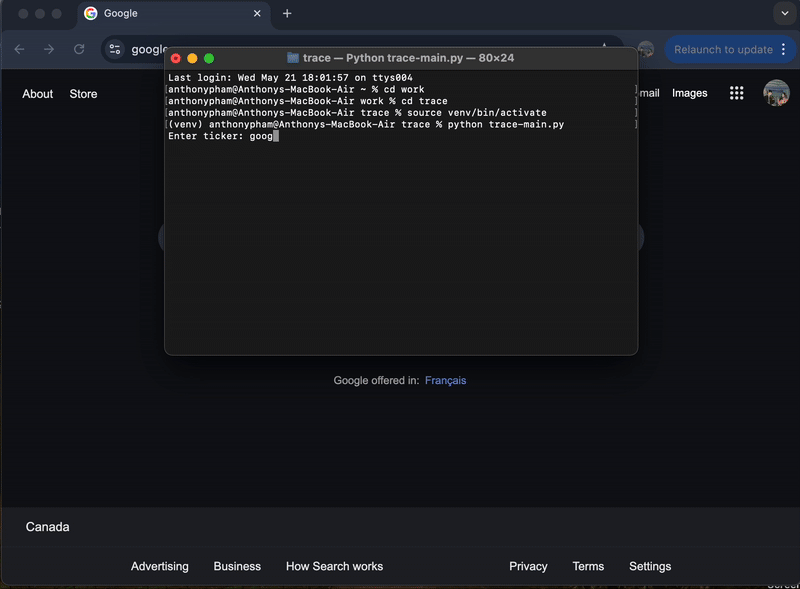 Google
google.
Relaunch to update
About
Store
mail
Images
trace — Python trace-main.py — 80×24
Last login: Wed May 21 18:01:57 on ttys004
[anthonypham@Anthonys-MacBook-Air ~ % cd work ]
[anthonypham@Anthonys-MacBook-Air work % cd trace ]
[anthonypham@Anthonys-MacBook-Air trace % source venv/bin/activate ]
[(venv) anthonypham@Anthonys-MacBook-Air trace % python trace-main.py ]
Enter ticker: goog
Google offered in: Français
Canada
Advertising
Business
How Search works
Privacy
Terms
Settings